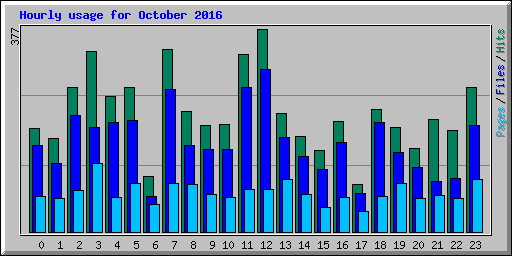 Hourly usage for October 2016
377
Pages / Files / Hits
0 1 2 3 4 5 6 7 8 9 10 11 12 13 14 15 16 17 18 19 20 21 22 23